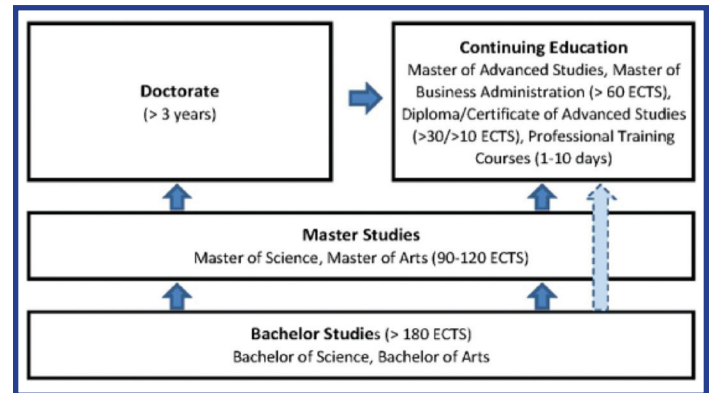 Doctorate
(> 3 years)
Continuing Education
Master of Advanced Studies, Master of
Business Administration (> 60 ECTS),
Diploma/Certificate of Advanced Studies
(>30/>10 ECTS), Professional Training
Courses (1-10 days)
Master Studies
Master of Science, Master of Arts (90-120 ECTS)
Bachelor Studies (> 180 ECTS)
Bachelor of Science, Bachelor of Arts